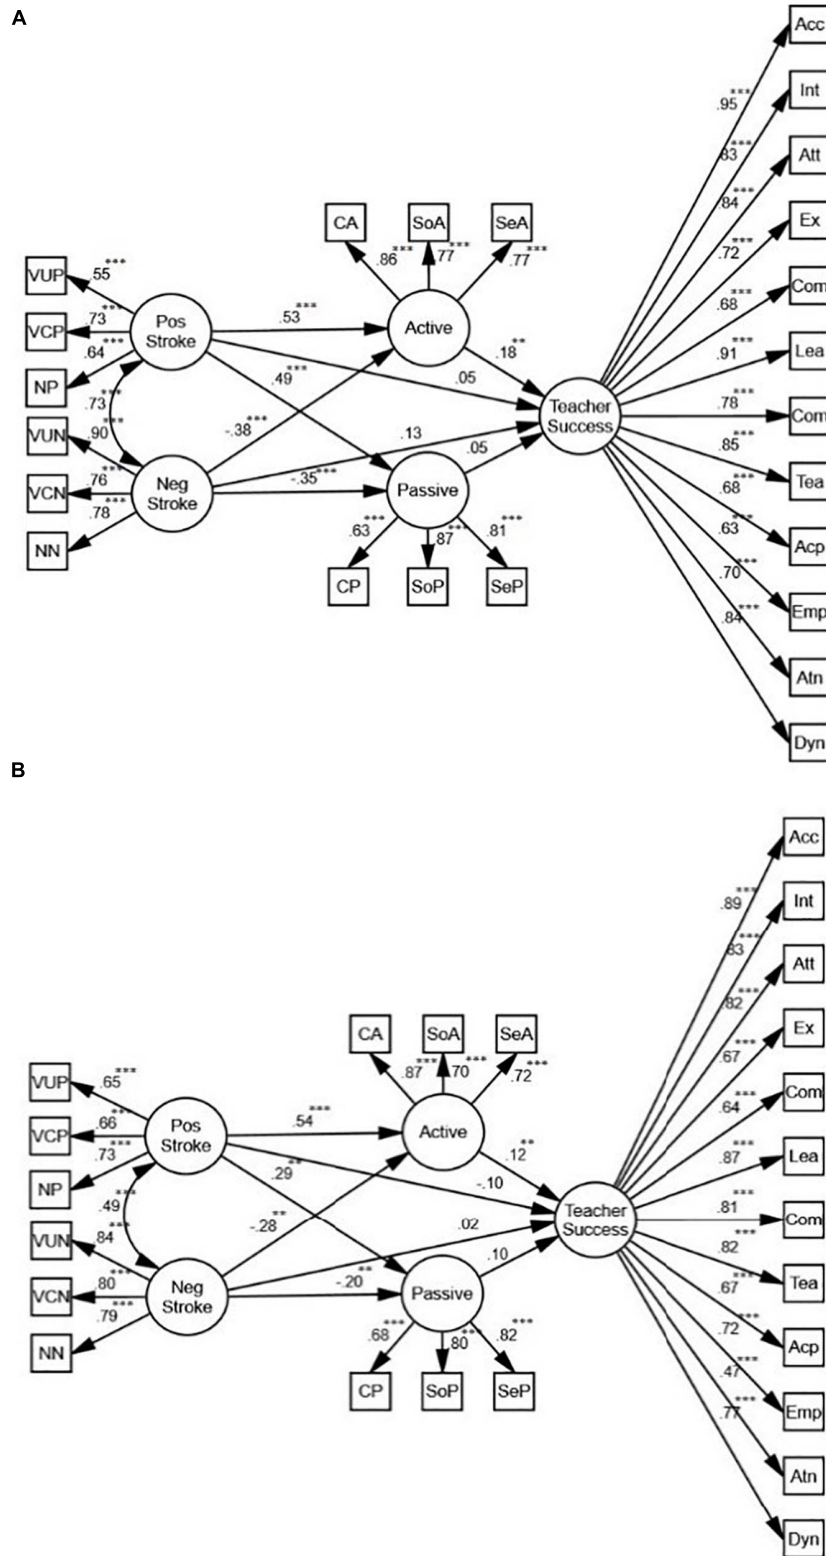 A
Acc
.95***
Int
.83***
Att
.84***
Ex
.72***
Com
.68***
Lea
.91***
Com
.78***
Tea
.85***
Acp
.68***
Emp
.63***
Atn
.70***
Dyn
.84***
CA
SoA
SeA
.86***
.77***
.77***
VUP
.55***
VCP
.73***
NP
.64***
Pos
Stroke
.53***
Active
.18**
.49***
.05
Teacher
Success
.73***
VUN
.90***
-.38***
.13
.05
VCN
.76***
Neg
Stroke
-.35***
Passive
NN
.78***
.63***
.87***
.81***
CP
SoP
SeP
B
Acc
.89***
Int
.83***
Att
.82***
Ex
.67***
Com
.64***
Lea
.87***
Com
.81***
Tea
.82***
Acp
.67***
Emp
.72***
Atn
.47***
Dyn
.77***
CA
SoA
SeA
.87***
.70***
.72***
VUP
.65***
VCP
.66***
NP
.73***
Pos
Stroke
.54***
Active
.12**
.29**
-.10
Teacher
Success
.49***
VUN
.84***
-.28**
.02
.10
VCN
.80***
Neg
Stroke
-.20**
Passive
NN
.79***
.68***
.80***
.82***
CP
SoP
SeP